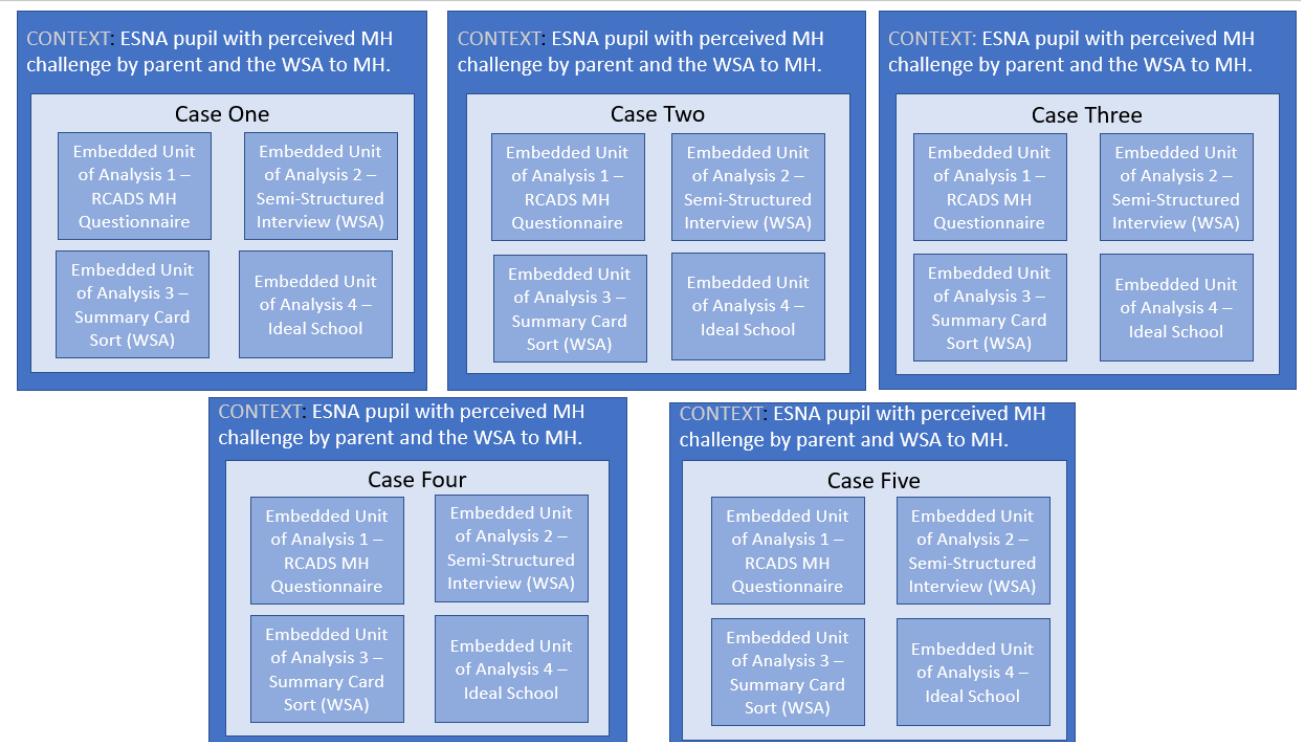 CONTEXT: ESNA pupil with perceived MH
challenge by parent and the WSA to MH.
Case One
Embedded Unit
of Analysis 1 –
RCADS MH
Questionnaire
Embedded Unit
of Analysis 2 –
Semi-Structured
Interview (WSA)
Embedded Unit
of Analysis 3 –
Summary Card
Sort (WSA)
Embedded Unit
of Analysis 4 –
Ideal School
CONTEXT: ESNA pupil with perceived MH
challenge by parent and the WSA to MH.
Case Two
Embedded Unit
of Analysis 1 –
RCADS MH
Questionnaire
Embedded Unit
of Analysis 2 –
Semi-Structured
Interview (WSA)
Embedded Unit
of Analysis 3 –
Summary Card
Sort (WSA)
Embedded Unit
of Analysis 4 –
Ideal School
CONTEXT: ESNA pupil with perceived MH
challenge by parent and the WSA to MH.
Case Three
Embedded Unit
of Analysis 1 –
RCADS MH
Questionnaire
Embedded Unit
of Analysis 2 –
Semi-Structured
Interview (WSA)
Embedded Unit
of Analysis 3 –
Summary Card
Sort (WSA)
Embedded Unit
of Analysis 4 –
Ideal School
CONTEXT: ESNA pupil with perceived MH
challenge by parent and the WSA to MH.
Case Four
Embedded Unit
of Analysis 1 –
RCADS MH
Questionnaire
Embedded Unit
of Analysis 2 –
Semi-Structured
Interview (WSA)
Embedded Unit
of Analysis 3 –
Summary Card
Sort (WSA)
Embedded Unit
of Analysis 4 –
Ideal School
CONTEXT: ESNA pupil with perceived MH
challenge by parent and WSA to MH.
Case Five
Embedded Unit
of Analysis 1 –
RCADS MH
Questionnaire
Embedded Unit
of Analysis 2 –
Semi-Structured
Interview (WSA)
Embedded Unit
of Analysis 3 –
Summary Card
Sort (WSA)
Embedded Unit
of Analysis 4 –
Ideal School